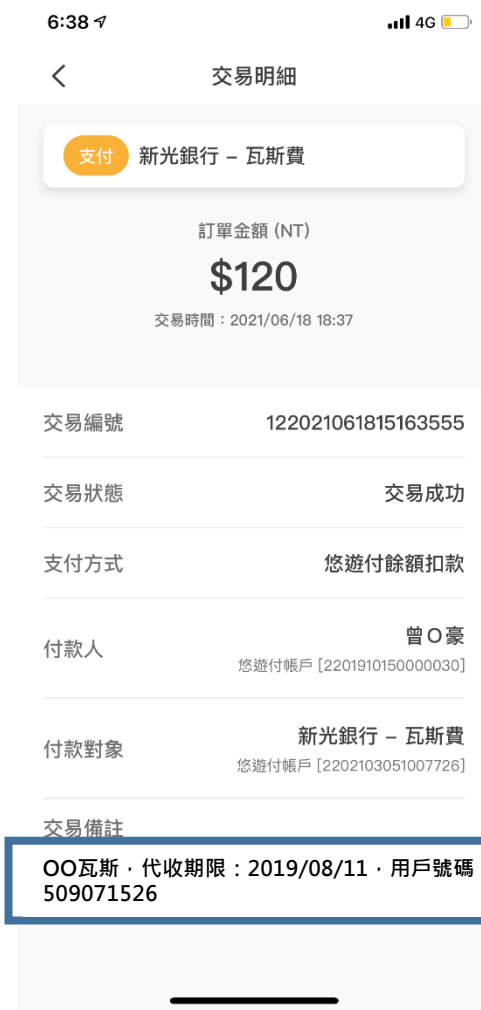 6:38
4G
交易明細
支付 新光銀行 – 瓦斯費
訂單金額 (NT)
$120
交易時間：2021/06/18 18:37
交易編號 122021061815163555
交易狀態 交易成功
支付方式 悠遊付餘額扣款
付款人 曾O豪
悠遊付帳戶 [2201910150000030]
付款對象 新光銀行 – 瓦斯費
悠遊付帳戶 [2202103051007726]
交易備註
OO瓦斯，代收期限：2019/08/11，用戶號碼
509071526